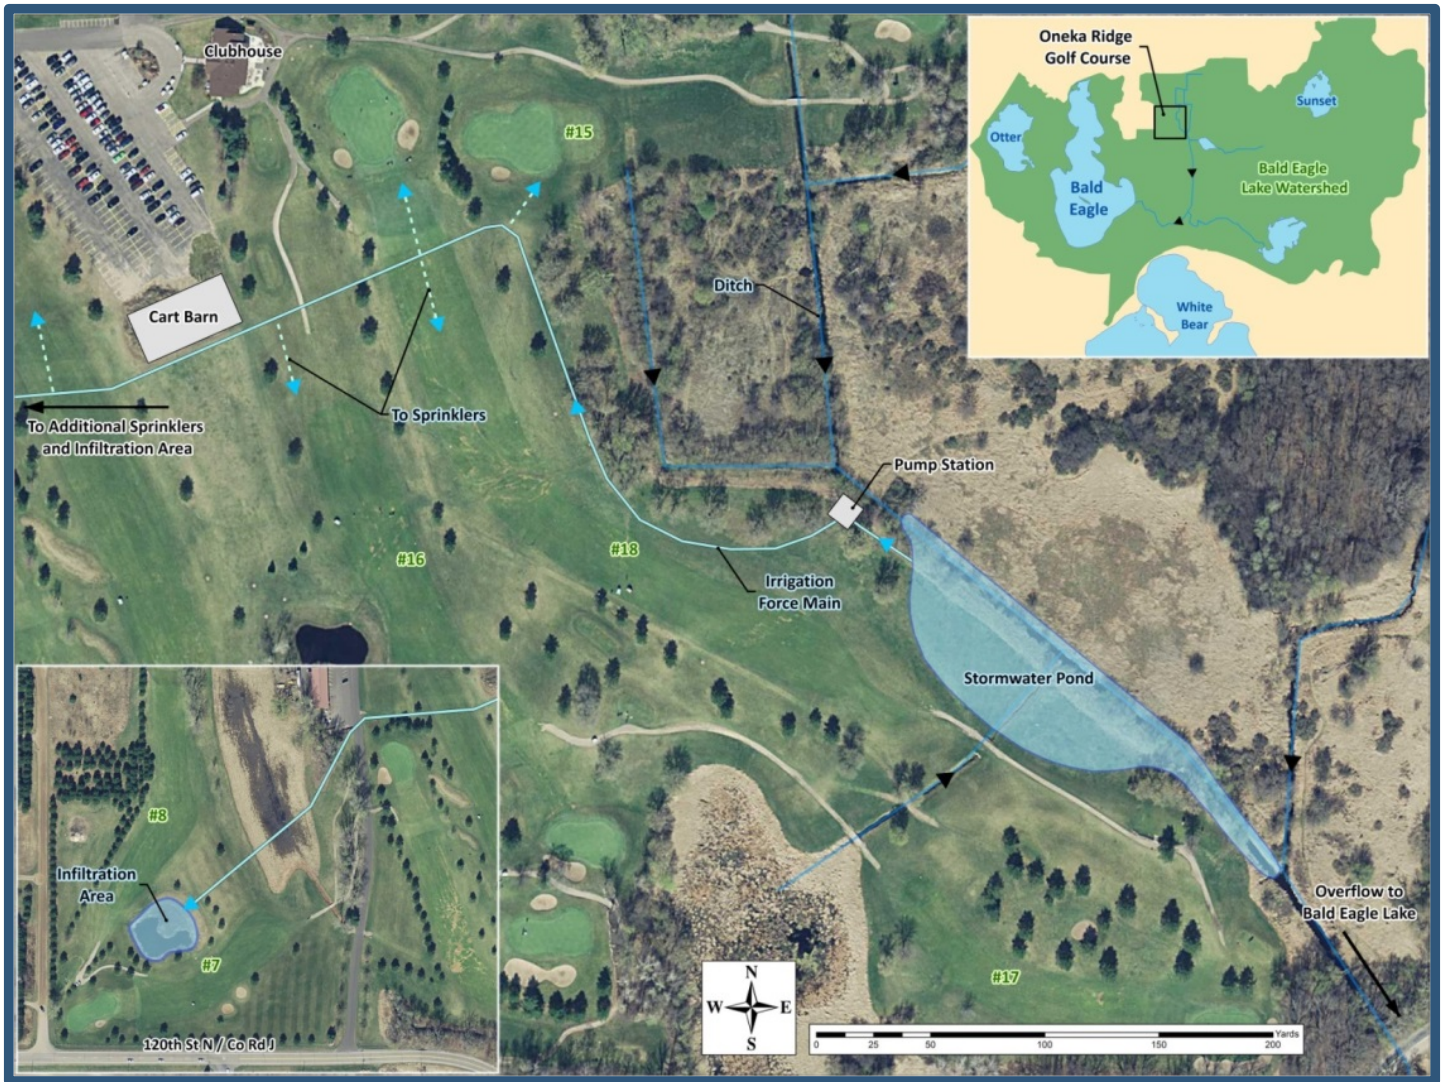 Clubhouse
#15
Oneka Ridge
Golf Course
Sunset
Otter
Bald
Eagle
Bald Eagle
Lake Watershed
White
Bear
Ditch
Cart Barn
To Sprinklers
To Additional Sprinklers
and Infiltration Area
Pump Station
#16
#18
Irrigation
Force Main
Stormwater Pond
#8
Infiltration
Area
#7
120th St N / Co Rd J
Overflow to
Bald Eagle Lake
#17
N
W E
S
Yards
0 25 50 100 150 200